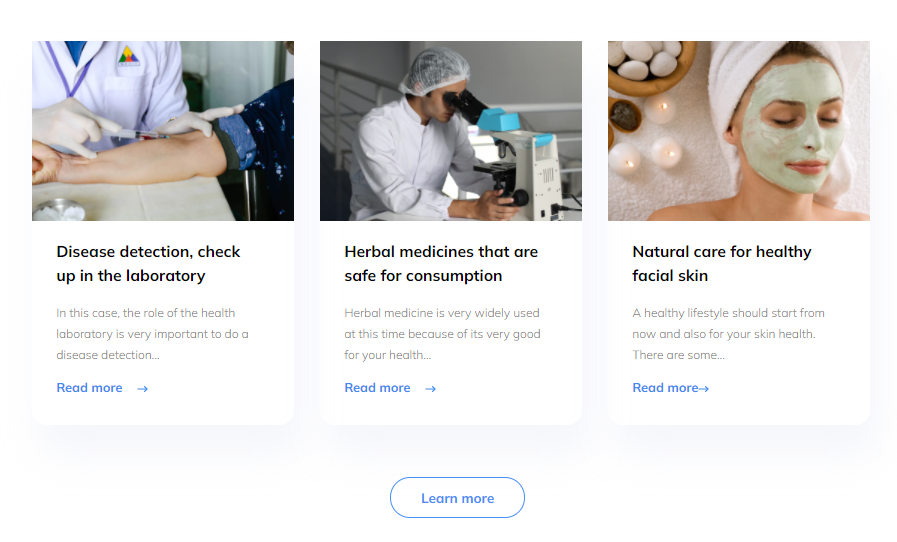 Disease detection, check
up in the laboratory
In this case, the role of the health
laboratory is very important to do a
disease detection...
Read more →
Herbal medicines that are
safe for consumption
Herbal medicine is very widely used
at this time because of its very good
for your health...
Read more →
Natural care for healthy
facial skin
A healthy lifestyle should start from
now and also for your skin health.
There are some...
Read more→
Learn more